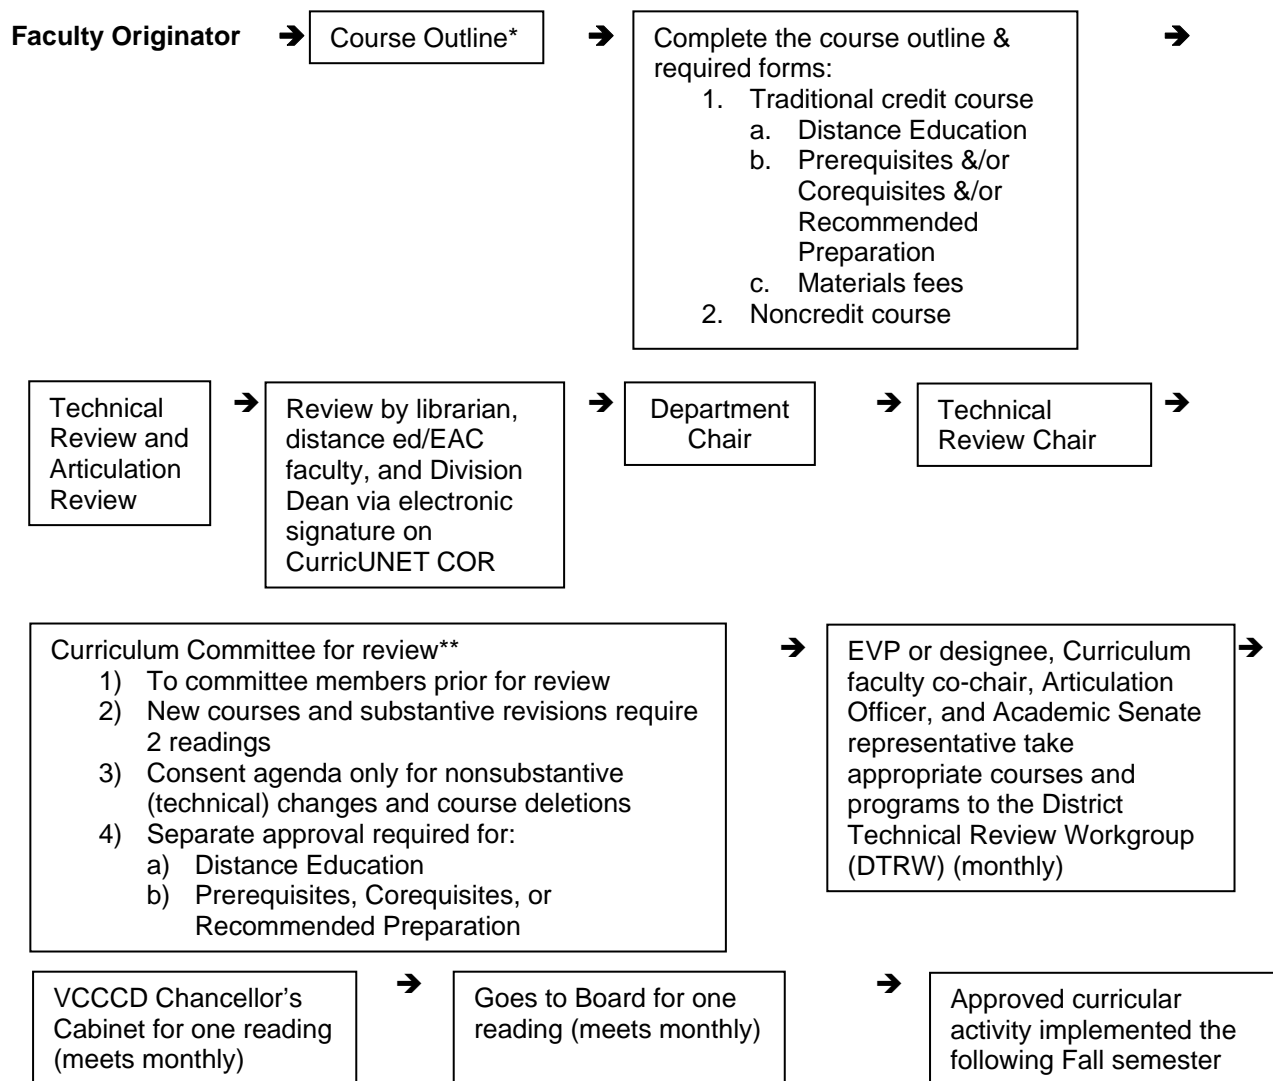 Faculty Originator ➔ Course Outline* ➔ Complete the course outline & ➔
required forms:
1. Traditional credit course
a. Distance Education
b. Prerequisites &/or
Corequisites &/or
Recommended
Preparation
c. Materials fees
2. Noncredit course
Technical
Review and
Articulation
Review
➔
Review by librarian,
distance ed/EAC
faculty, and Division
Dean via electronic
signature on
CurricUNET COR
➔
Department
Chair
➔
Technical
Review Chair
➔
Curriculum Committee for review**
1) To committee members prior for review
2) New courses and substantive revisions require
2 readings
3) Consent agenda only for nonsubstantive
(technical) changes and course deletions
4) Separate approval required for:
a) Distance Education
b) Prerequisites, Corequisites, or
Recommended Preparation
➔
EVP or designee, Curriculum
faculty co-chair, Articulation
Officer, and Academic Senate
representative take
appropriate courses and
programs to the District
Technical Review Workgroup
(DTRW) (monthly)
➔
VCCCD Chancellor’s
Cabinet for one reading
(meets monthly)
➔
Goes to Board for one
reading (meets monthly)
➔
Approved curricular
activity implemented the
following Fall semester